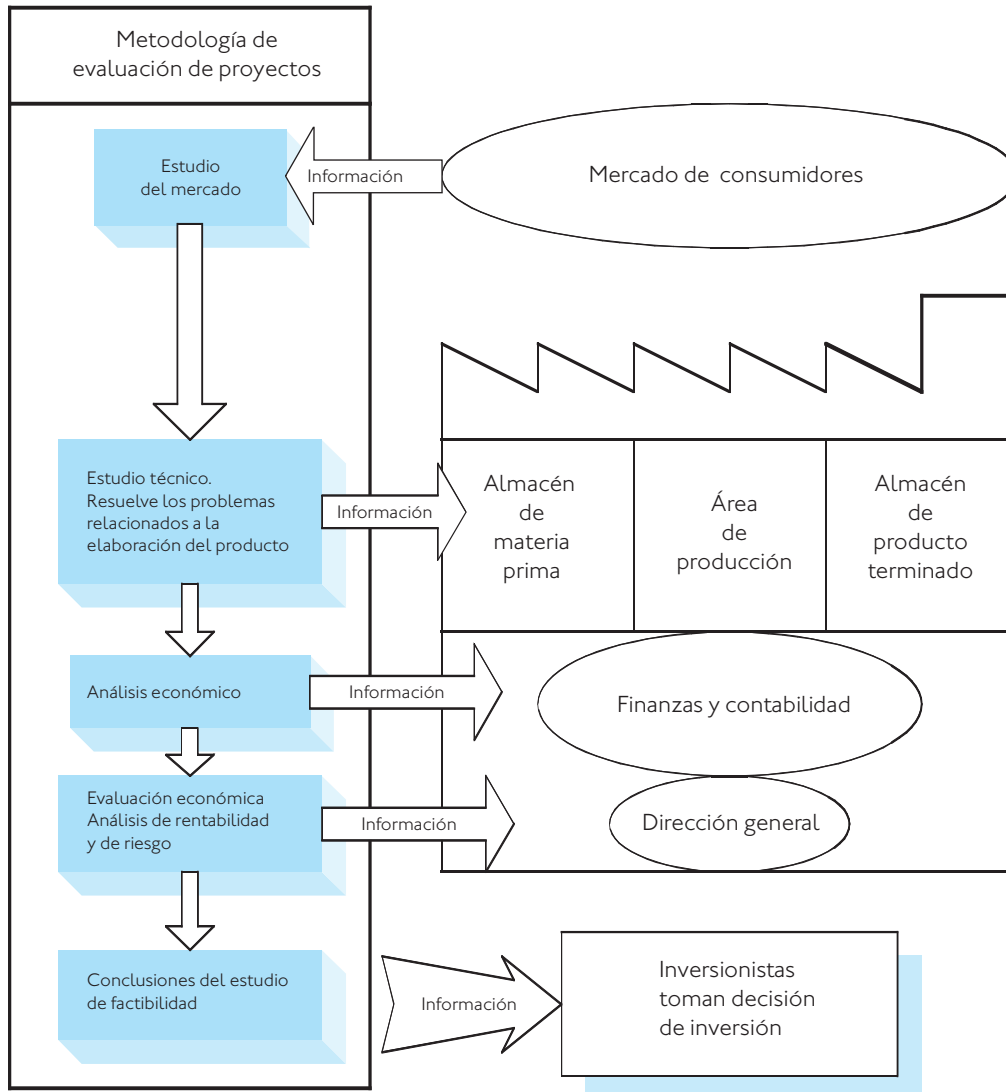 Metodología de
evaluación de proyectos
Estudio
del mercado
Información
Mercado de consumidores
Estudio técnico.
Resuelve los problemas
relacionados a la
elaboración del producto
Información
Almacén
de
materia
prima
Área
de
producción
Almacén
de
producto
terminado
Análisis económico
Información
Finanzas y contabilidad
Evaluación económica
Análisis de rentabilidad
y de riesgo
Información
Dirección general
Conclusiones del estudio
de factibilidad
Información
Inversionistas
toman decisión
de inversión